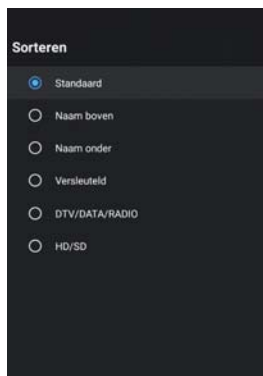 Sorteren
Standaard
Naam boven
Naam onder
Versleuteld
DTV/DATA/RADIO
HD/SD